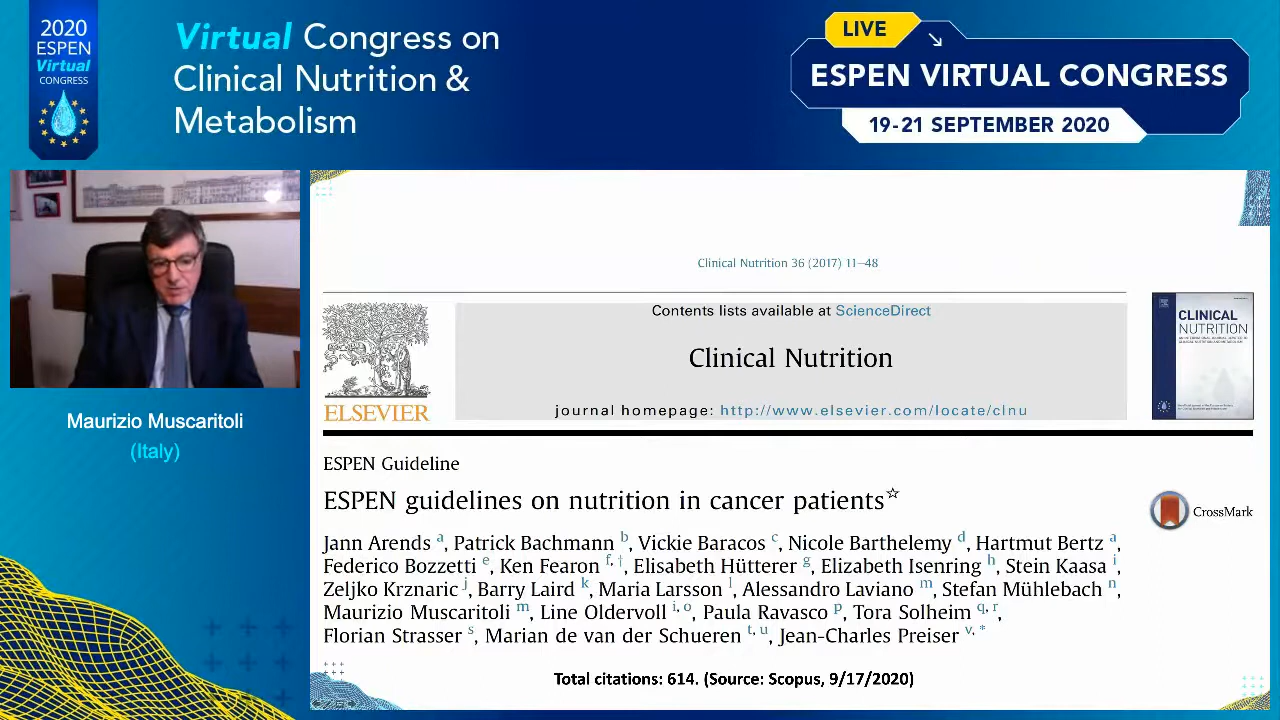 2020
ESPEN
Virtual
CONGRESS
Virtual Congress on
Clinical Nutrition &
Metabolism
LIVE
ESPEN VIRTUAL CONGRESS
19-21 SEPTEMBER 2020
Maurizio Muscaritoli
(Italy)
Clinical Nutrition 36 (2017) 11–48
Contents lists available at ScienceDirect
Clinical Nutrition
journal homepage: http://www.elsevier.com/locate/clnu
ELSEVIER
CLINICAL
NUTRITION
ESPEN Guideline
ESPEN guidelines on nutrition in cancer patients☆
CrossMark
Jann Arends a, Patrick Bachmann b, Vickie Baracos c, Nicole Barthelemy d, Hartmut Bertz a,
Federico Bozzetti e, Ken Fearon f, †, Elisabeth Hütterer g, Elizabeth Isenring h, Stein Kaasa i,
Zeljko Krznaric j, Barry Laird k, Maria Larsson l, Alessandro Laviano m, Stefan Mühlebach n,
Maurizio Muscaritoli m, Line Oldervoll i, o, Paula Ravasco p, Tora Solheim q, r,
Florian Strasser s, Marian de van der Schueren t, u, Jean-Charles Preiser v, *
Total citations: 614. (Source: Scopus, 9/17/2020)